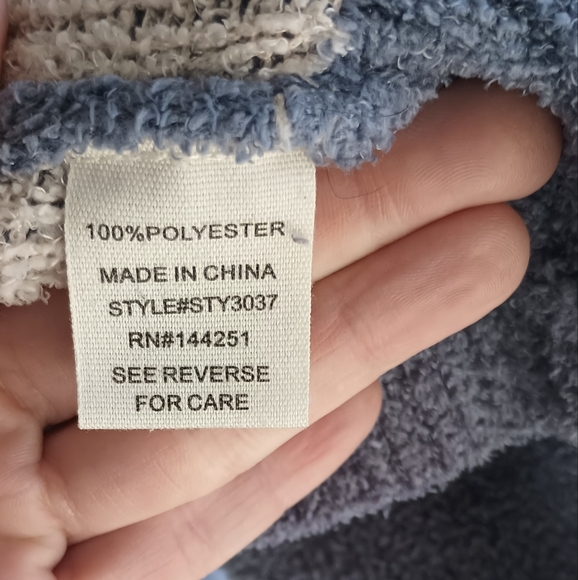 100%POLYESTER
MADE IN CHINA
STYLE#STY3037
RN#144251
SEE REVERSE
FOR CARE